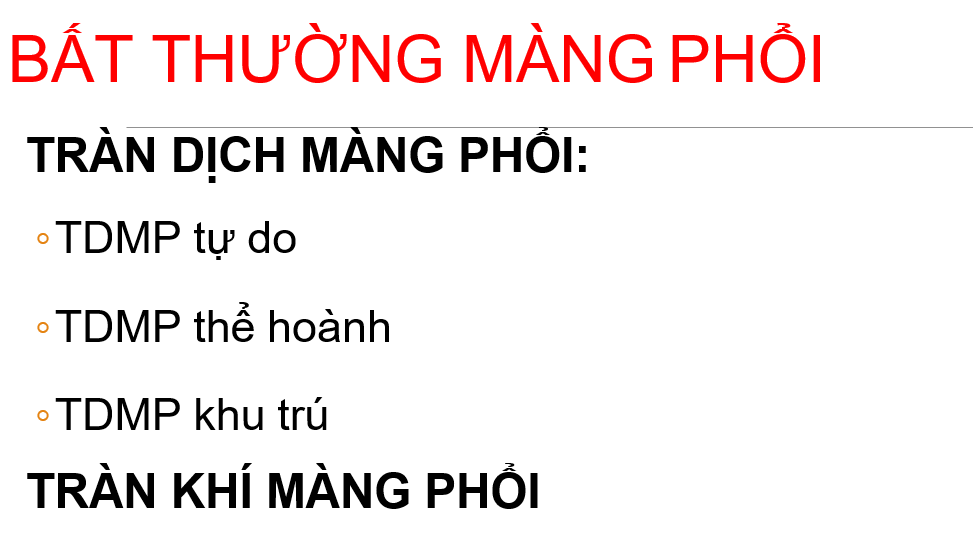 BẤT THƯỜNG MÀNG PHỔI
TRÀN DỊCH MÀNG PHỔI:
◦TDMP tự do
◦TDMP thể hoành
◦TDMP khu trú
TRÀN KHÍ MÀNG PHỔI